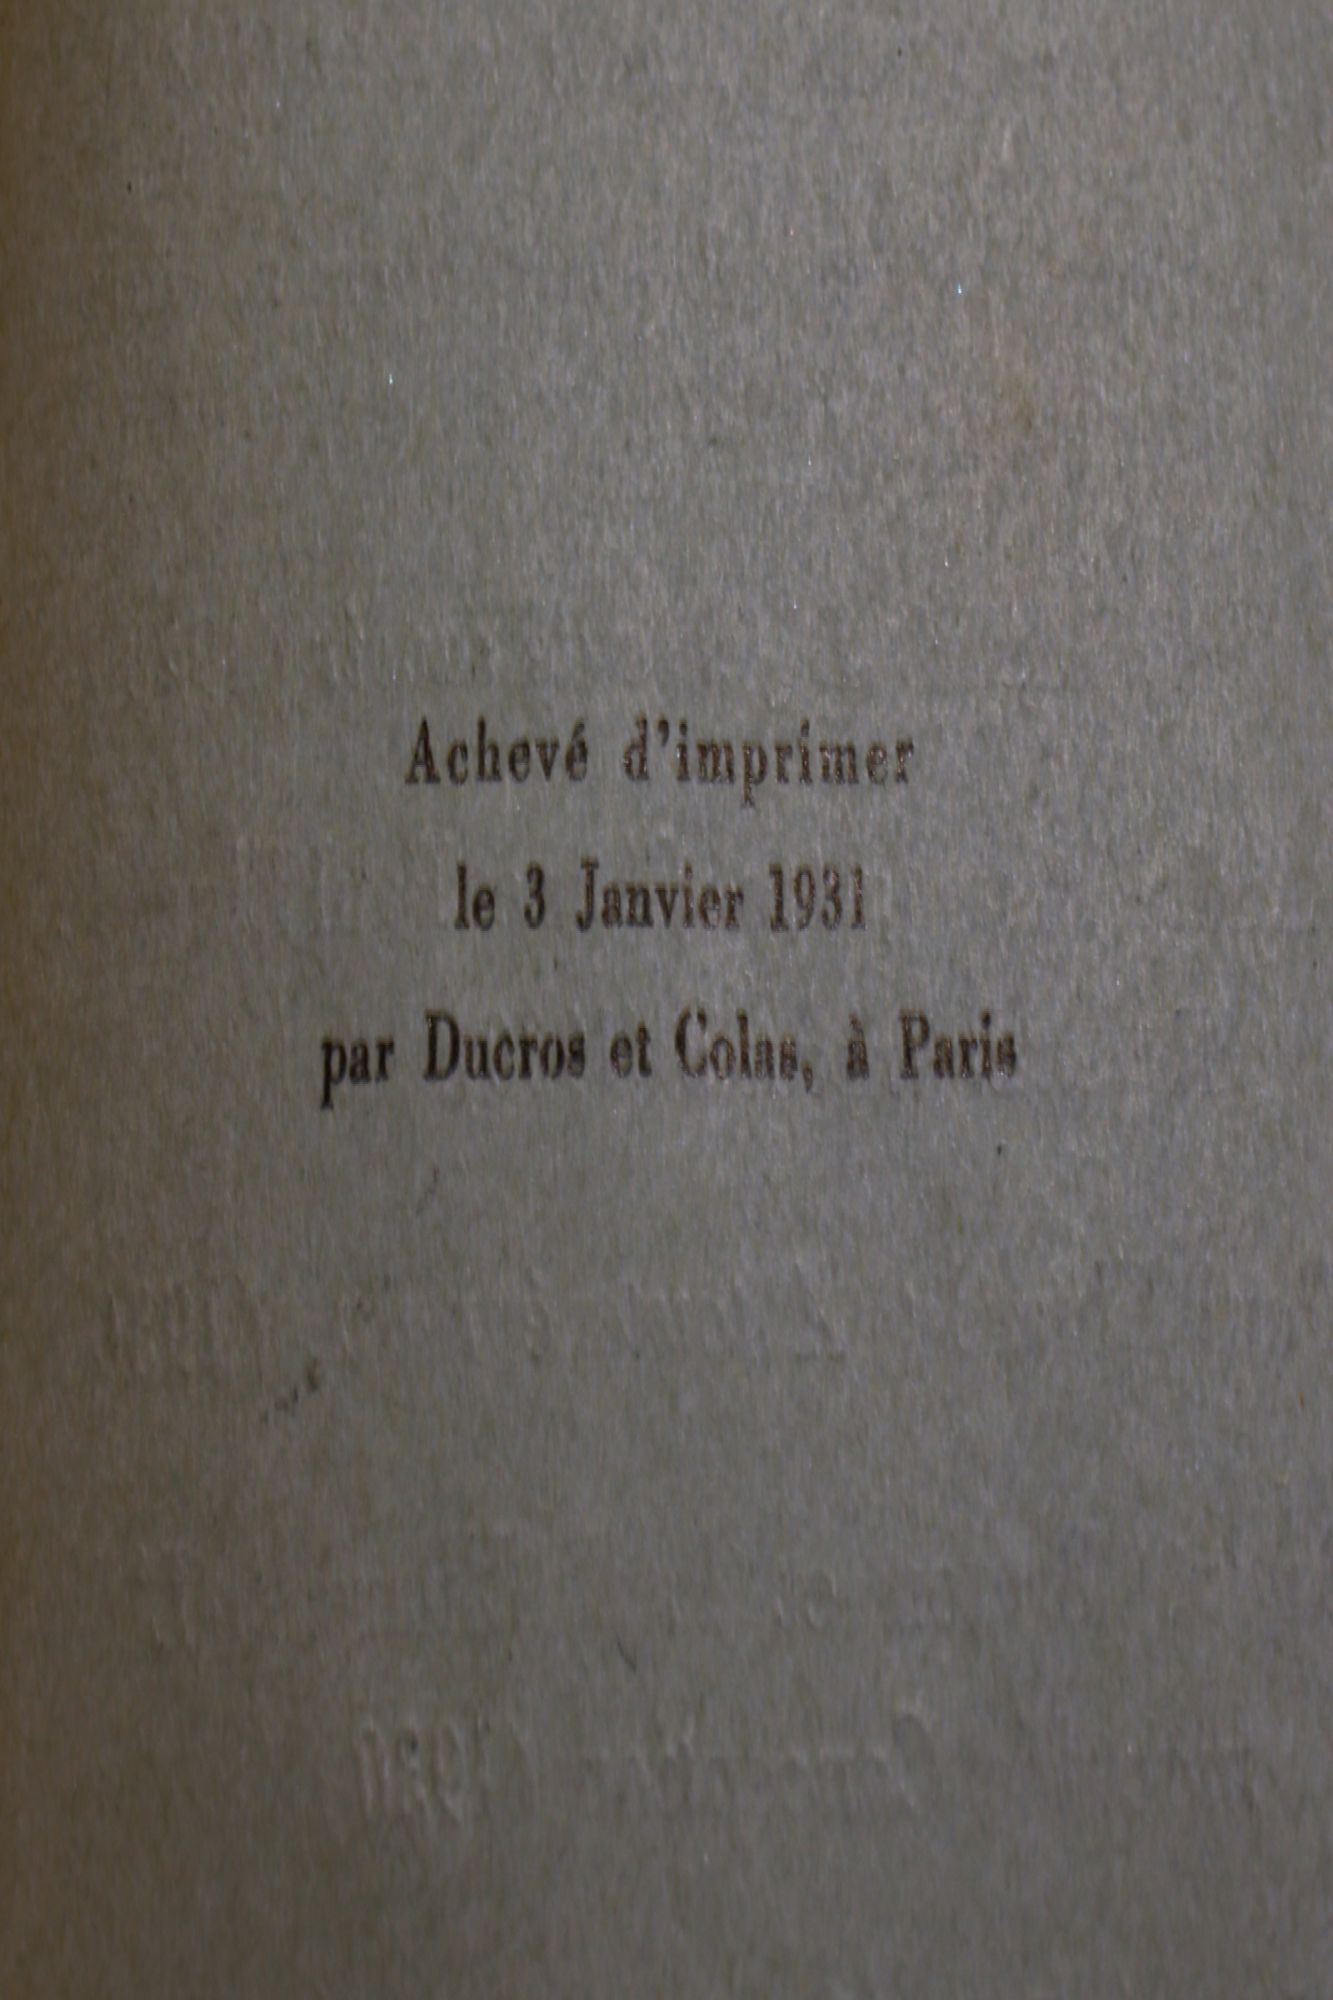 Achevé d'imprimer
le 3 Janvier 1931
par Ducros et Colas, à Paris